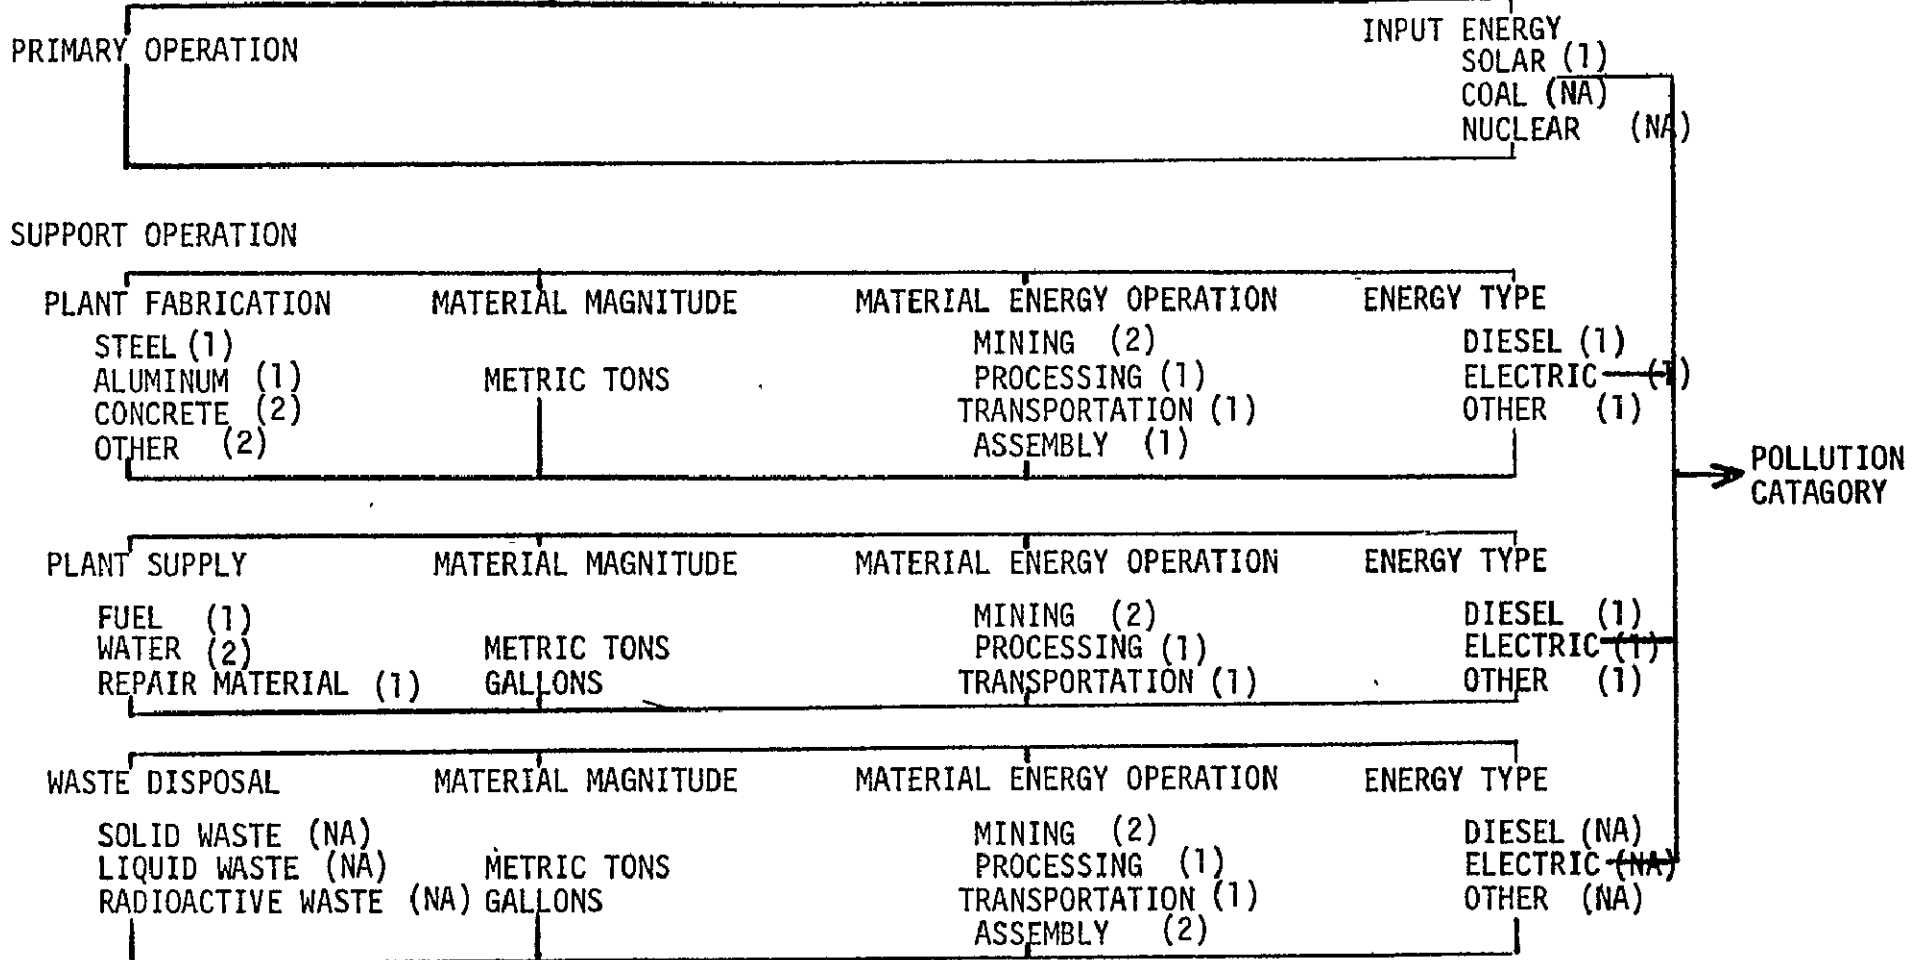 PRIMARY OPERATION
INPUT ENERGY
SOLAR (1)
COAL (NA)
NUCLEAR (NA)
SUPPORT OPERATION
PLANT FABRICATION MATERIAL MAGNITUDE MATERIAL ENERGY OPERATION ENERGY TYPE
STEEL (1) MINING (2) DIESEL (1)
ALUMINUM (1) METRIC TONS PROCESSING (1) ELECTRIC (1)
CONCRETE (2) TRANSPORTATION (1) OTHER (1)
OTHER (2) ASSEMBLY (1)
POLLUTION
CATAGORY
PLANT SUPPLY MATERIAL MAGNITUDE MATERIAL ENERGY OPERATION ENERGY TYPE
FUEL (1) MINING (2) DIESEL (1)
WATER (2) METRIC TONS PROCESSING (1) ELECTRIC (1)
REPAIR MATERIAL (1) GALLONS TRANSPORTATION (1) OTHER (1)
WASTE DISPOSAL MATERIAL MAGNITUDE MATERIAL ENERGY OPERATION ENERGY TYPE
SOLID WASTE (NA) MINING (2) DIESEL (NA)
LIQUID WASTE (NA) METRIC TONS PROCESSING (1) ELECTRIC (NA)
RADIOACTIVE WASTE (NA) GALLONS TRANSPORTATION (1) OTHER (NA)
ASSEMBLY (2)